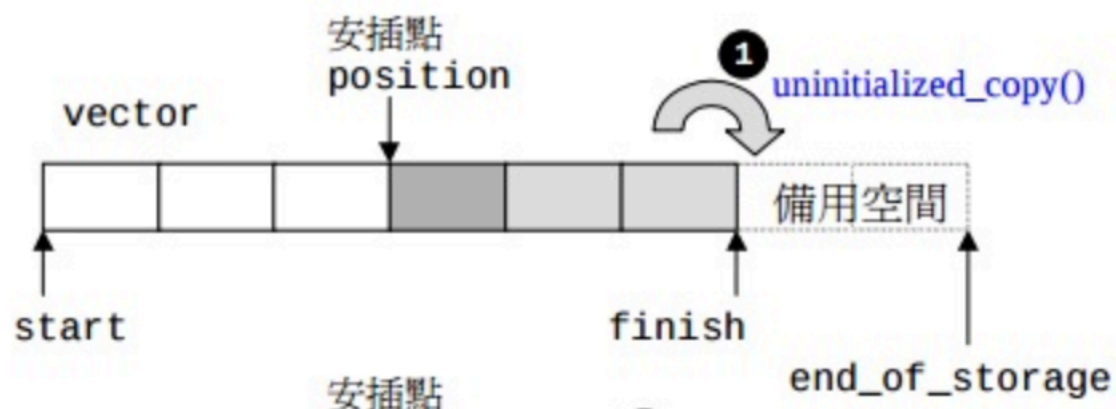 安插點
position
❶
uninitialized_copy()
vector
備用空間
start
finish
end_of_storage
安插點